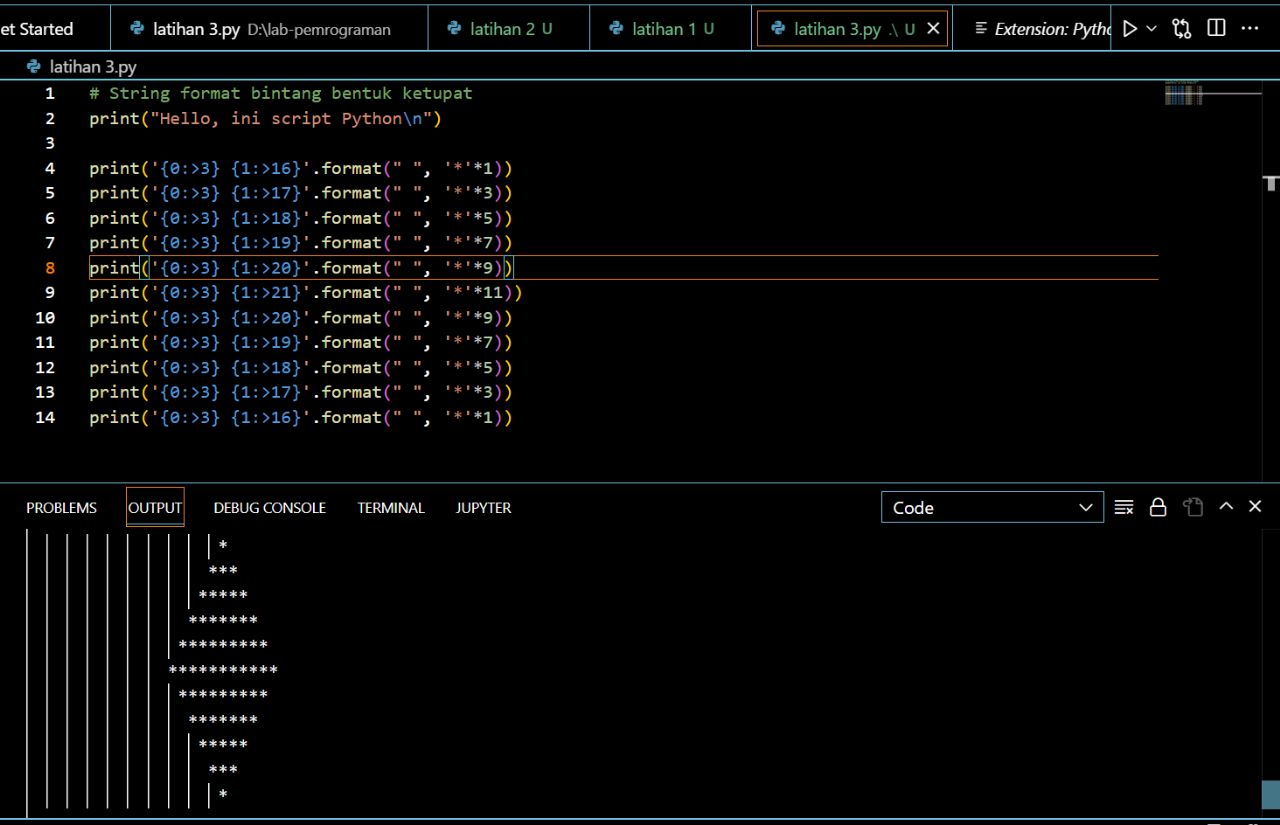 et Started latihan 3.py D:\lab-pemrograman latihan 2 U latihan 1 U latihan 3.py .\ U Extension: Pytho
latihan 3.py
1 # String format bintang bentuk ketupat
2 print("Hello, ini script Python\n")
3
4 print('{0:>3} {1:>16}'.format(" ", '*'*1))
5 print('{0:>3} {1:>17}'.format(" ", '*'*3))
6 print('{0:>3} {1:>18}'.format(" ", '*'*5))
7 print('{0:>3} {1:>19}'.format(" ", '*'*7))
8 print('{0:>3} {1:>20}'.format(" ", '*'*9))
9 print('{0:>3} {1:>21}'.format(" ", '*'*11))
10 print('{0:>3} {1:>20}'.format(" ", '*'*9))
11 print('{0:>3} {1:>19}'.format(" ", '*'*7))
12 print('{0:>3} {1:>18}'.format(" ", '*'*5))
13 print('{0:>3} {1:>17}'.format(" ", '*'*3))
14 print('{0:>3} {1:>16}'.format(" ", '*'*1))
PROBLEMS OUTPUT DEBUG CONSOLE TERMINAL JUPYTER Code
*
***
*****
*******
*********
***********
*********
*******
*****
***
*